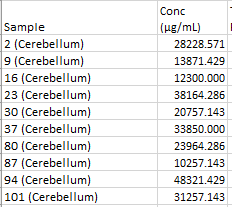 Sample Conc (µg/mL)
2 (Cerebellum) 28228.571
9 (Cerebellum) 13871.429
16 (Cerebellum) 12300.000
23 (Cerebellum) 38164.286
30 (Cerebellum) 20757.143
37 (Cerebellum) 33850.000
80 (Cerebellum) 23964.286
87 (Cerebellum) 10257.143
94 (Cerebellum) 48321.429
101 (Cerebellum) 31257.143